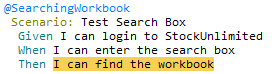 @SearchingWorkbook
Scenario: Test Search Box
Given I can login to StockUnlimited
When I can enter the search box
Then I can find the workbook